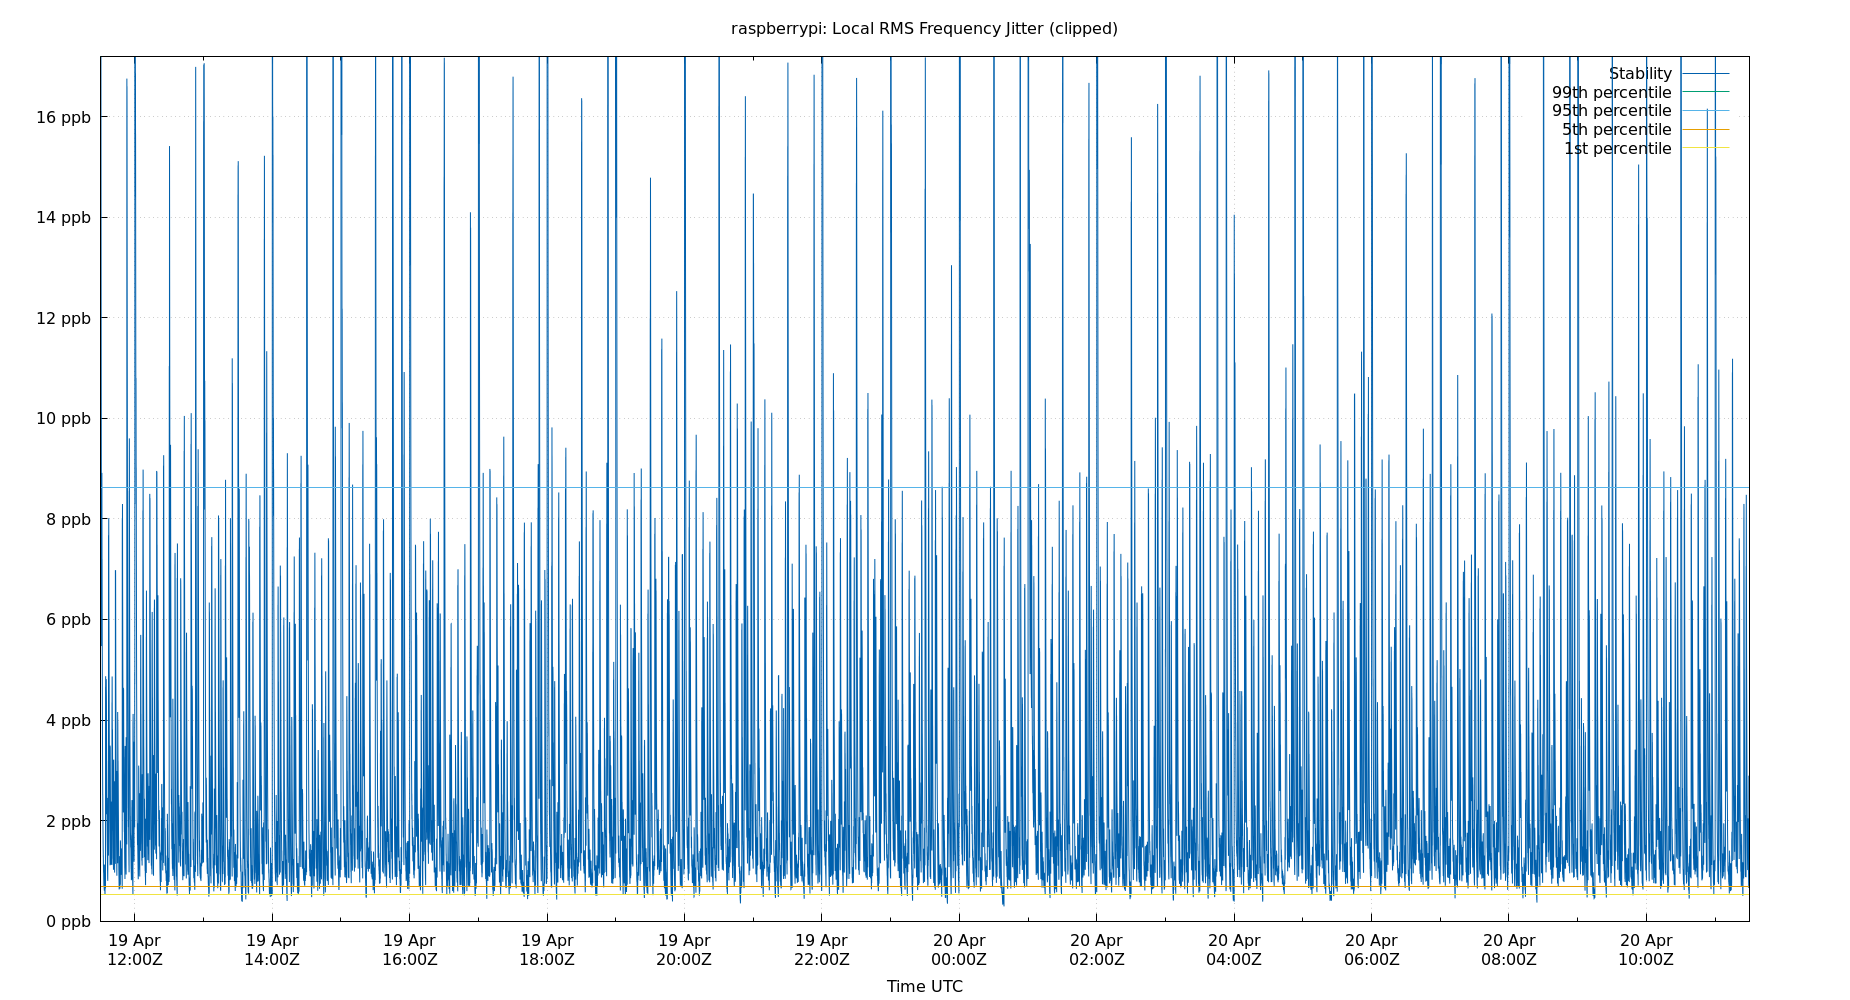 raspberrypi: Local RMS Frequency Jitter (clipped)
Stability
99th percentile
95th percentile
5th percentile
1st percentile
16 ppb
14 ppb
12 ppb
10 ppb
8 ppb
6 ppb
4 ppb
2 ppb
0 ppb
19 Apr 19 Apr 19 Apr 19 Apr 19 Apr 19 Apr 20 Apr 20 Apr 20 Apr 20 Apr 20 Apr 20 Apr
12:00Z 14:00Z 16:00Z 18:00Z 20:00Z 22:00Z 00:00Z 02:00Z 04:00Z 06:00Z 08:00Z 10:00Z
Time UTC